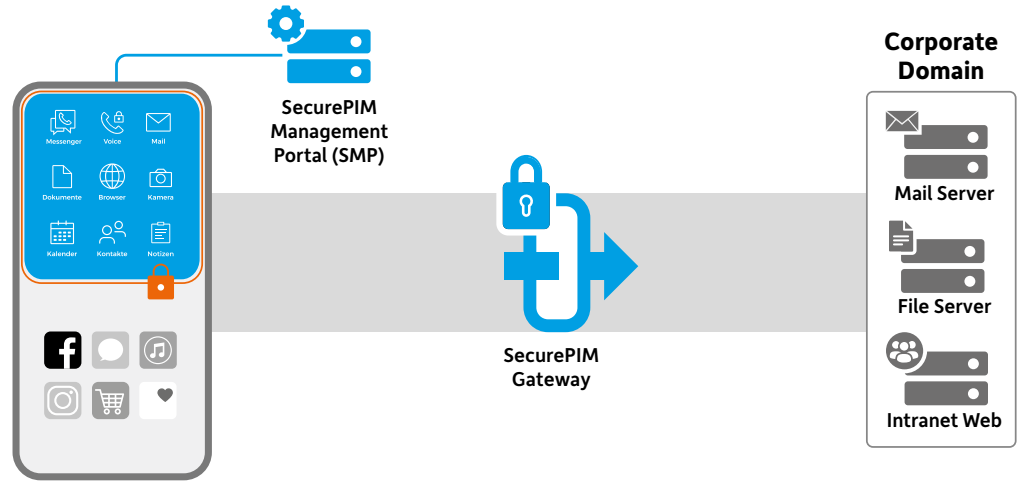 SecurePIM
Management
Portal (SMP)
Corporate
Domain
Messenger
Voice
Mail
Dokumente
Browser
Kamera
Kalender
Kontakte
Notizen
SecurePIM
Gateway
Mail Server
File Server
Intranet Web